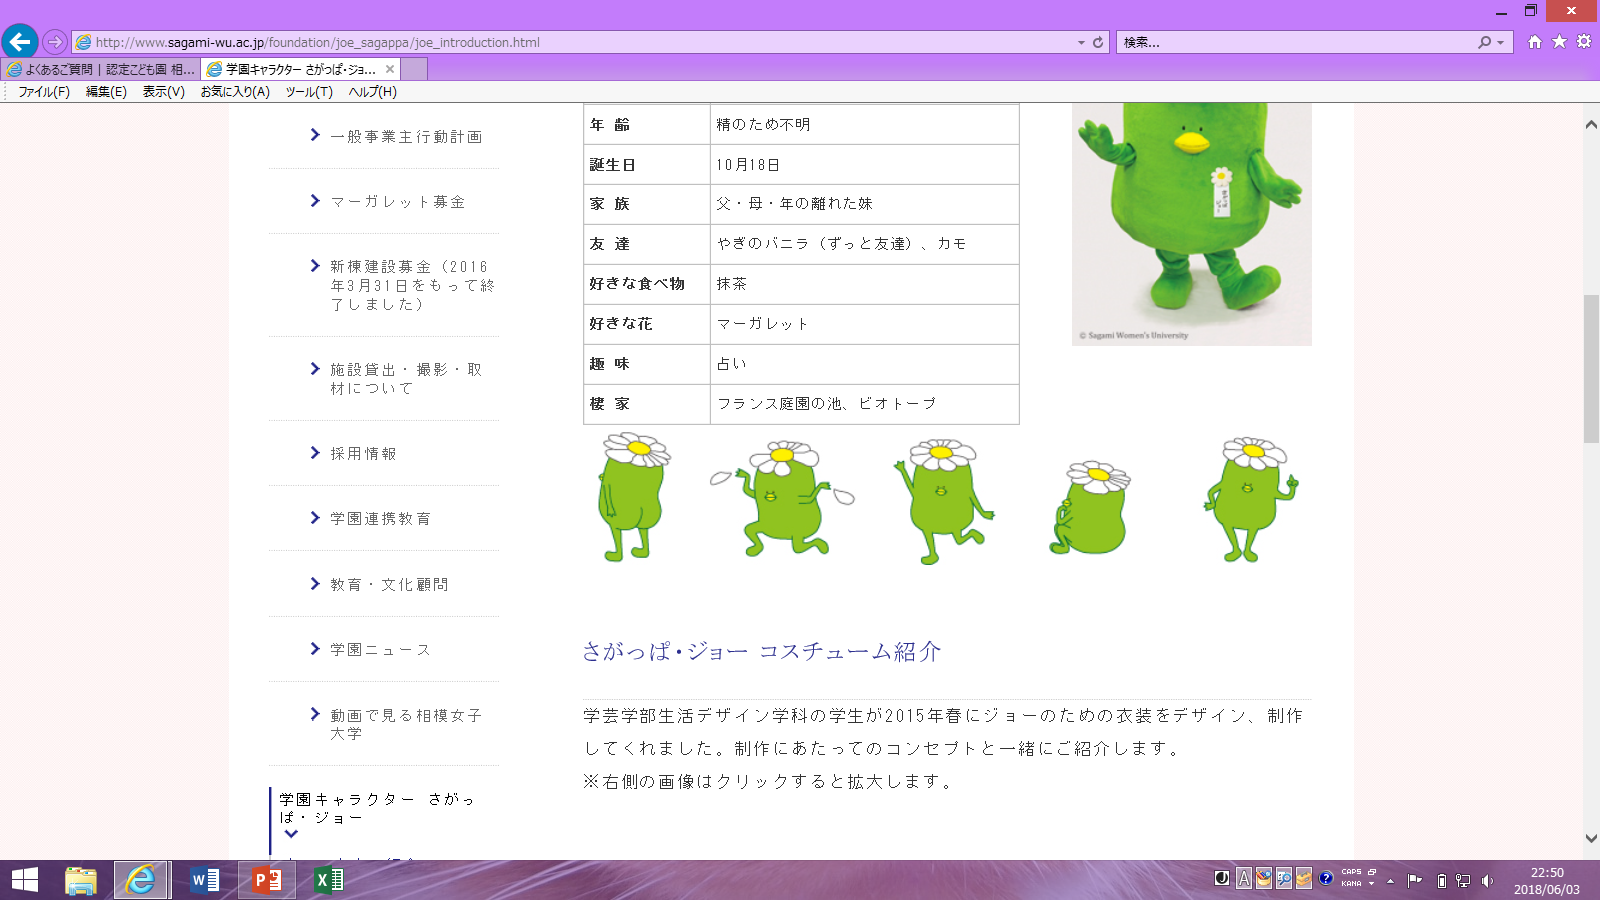 http://www.sagami-wu.ac.jp/foundation/joe_sagappa/joe_introduction.html
検索...
よくあるご質問 | 認定こども園 相...
学園キャラクター さがっぱ・ジョ...
ファイル(F) 編集(E) 表示(V) お気に入り(A) ツール(T) ヘルプ(H)
一般事業主行動計画
マーガレット募金
新棟建設募金（2016
年3月31日をもって終
了しました）
施設貸出・撮影・取
材について
採用情報
学園連携教育
教育・文化顧問
学園ニュース
動画で見る相模女子
大学
学園キャラクター さがっ
ぱ・ジョー
年 齢 精のため不明
誕生日 10月18日
家 族 父・母・年の離れた妹
友 達 やぎのバニラ（ずっと友達）、カモ
好きな食べ物 抹茶
好きな花 マーガレット
趣 味 占い
棲 家 フランス庭園の池、ビオトープ
© Sagami Women's University
さがっぱ・ジョー コスチューム紹介
学芸学部生活デザイン学科の学生が2015年春にジョーのための衣装をデザイン、制作
してくれました。制作にあたってのコンセプトと一緒にご紹介します。
※右側の画像はクリックすると拡大します。
A
CAPS
KANA
22:50
2018/06/03